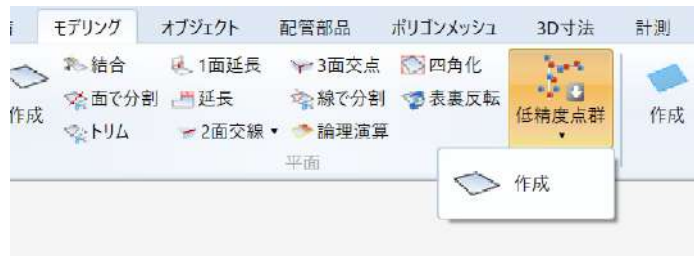 モデリング オブジェクト 配管部品 ポリゴンメッシュ 3D寸法 計測
結合 1面延長 3面交点 四角化
作成 面で分割 延長 線で分割 表裏反転 低精度点群 作成
トリム 2面交線 論理演算
平面
作成